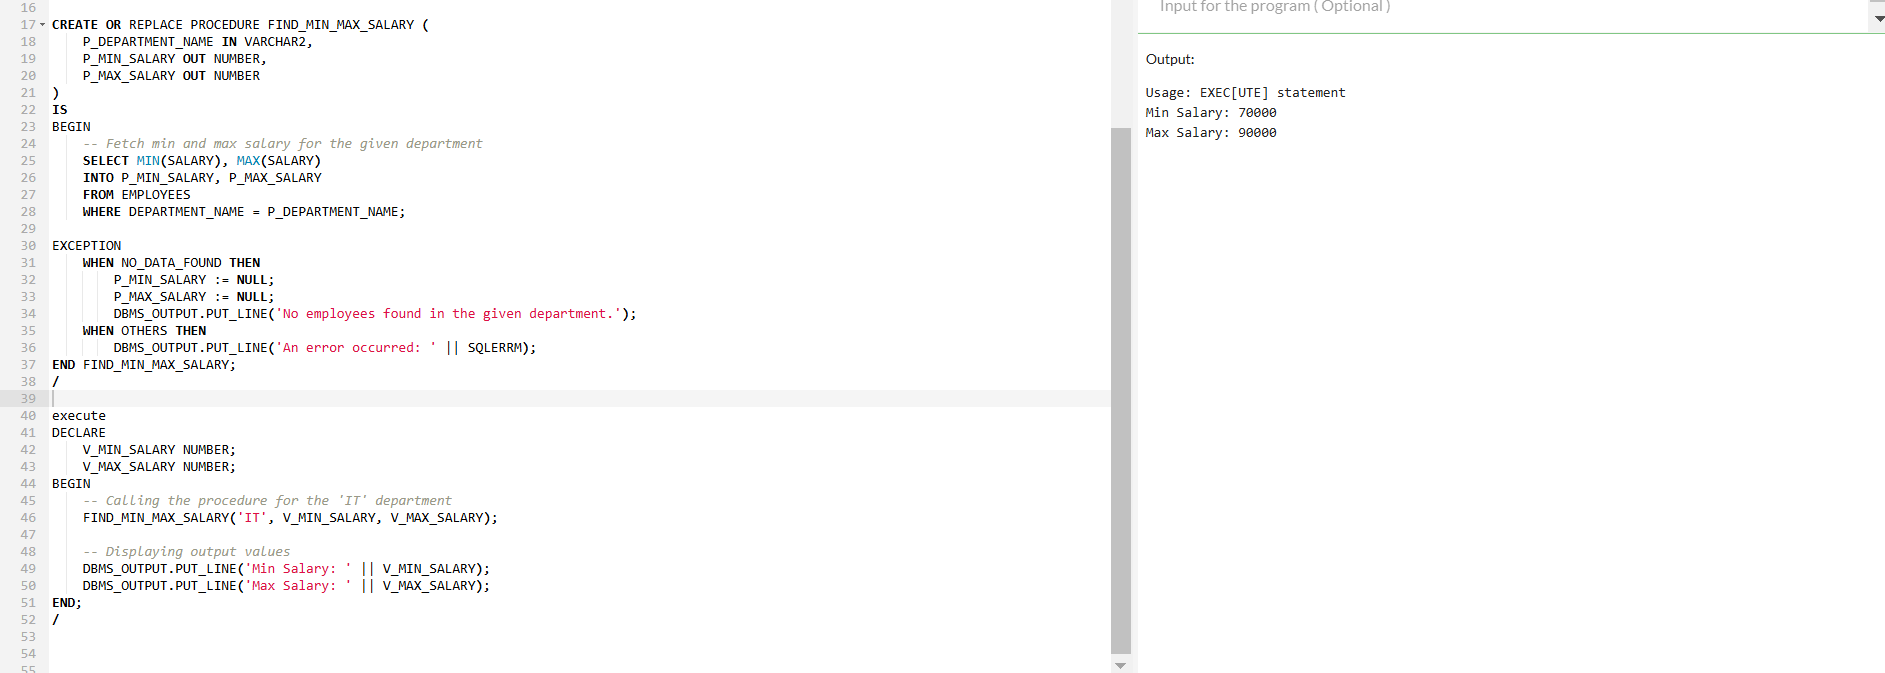 16
17 CREATE OR REPLACE PROCEDURE FIND_MIN_MAX_SALARY (
18     P_DEPARTMENT_NAME IN VARCHAR2,
19     P_MIN_SALARY OUT NUMBER,
20     P_MAX_SALARY OUT NUMBER
21 )
22 IS
23 BEGIN
24     -- Fetch min and max salary for the given department
25     SELECT MIN(SALARY), MAX(SALARY)
26     INTO P_MIN_SALARY, P_MAX_SALARY
27     FROM EMPLOYEES
28     WHERE DEPARTMENT_NAME = P_DEPARTMENT_NAME;
29
30 EXCEPTION
31     WHEN NO_DATA_FOUND THEN
32         P_MIN_SALARY := NULL;
33         P_MAX_SALARY := NULL;
34         DBMS_OUTPUT.PUT_LINE('No employees found in the given department.');
35     WHEN OTHERS THEN
36         DBMS_OUTPUT.PUT_LINE('An error occurred: ' || SQLERRM);
37 END FIND_MIN_MAX_SALARY;
38 /
39
40 execute
41 DECLARE
42     V_MIN_SALARY NUMBER;
43     V_MAX_SALARY NUMBER;
44 BEGIN
45     -- Calling the procedure for the 'IT' department
46     FIND_MIN_MAX_SALARY('IT', V_MIN_SALARY, V_MAX_SALARY);
47
48     -- Displaying output values
49     DBMS_OUTPUT.PUT_LINE('Min Salary: ' || V_MIN_SALARY);
50     DBMS_OUTPUT.PUT_LINE('Max Salary: ' || V_MAX_SALARY);
51 END;
52 /
53
54
55
Input for the program ( Optional )
Output:
Usage: EXEC[UTE] statement
Min Salary: 70000
Max Salary: 90000